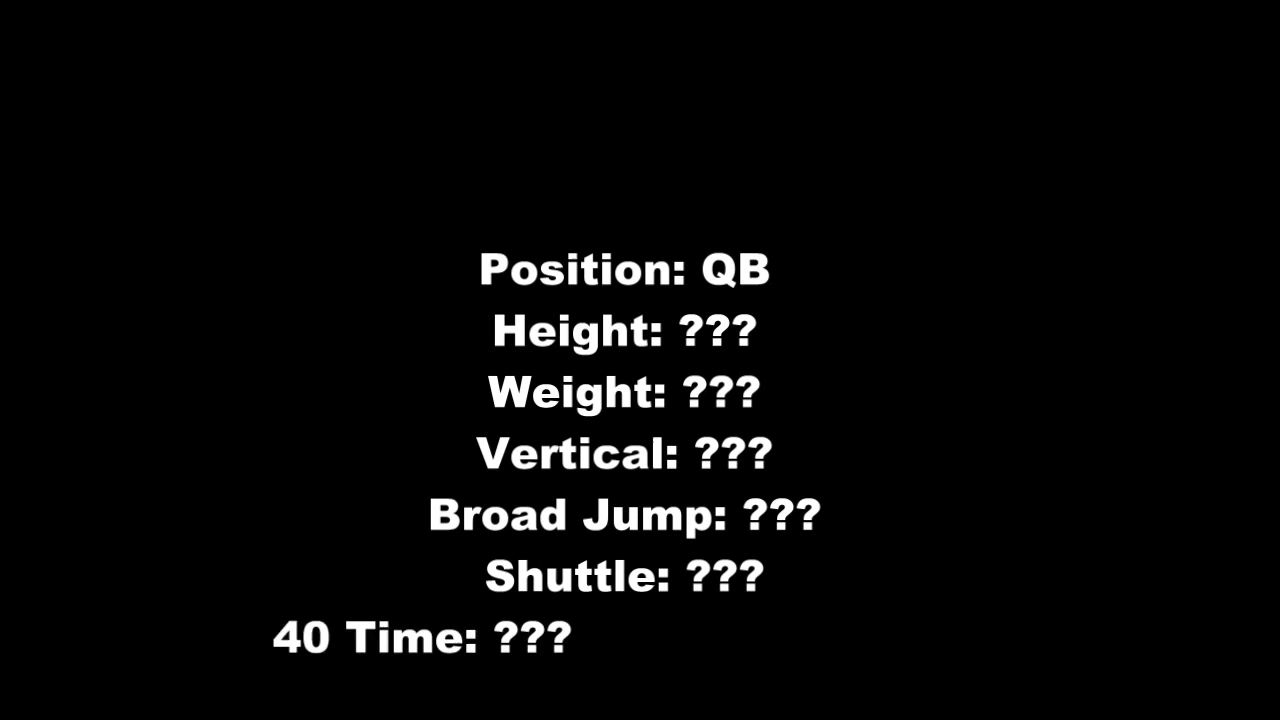 Position: QB
Height: ???
Weight: ???
Vertical: ???
Broad Jump: ???
Shuttle: ???
40 Time: ???